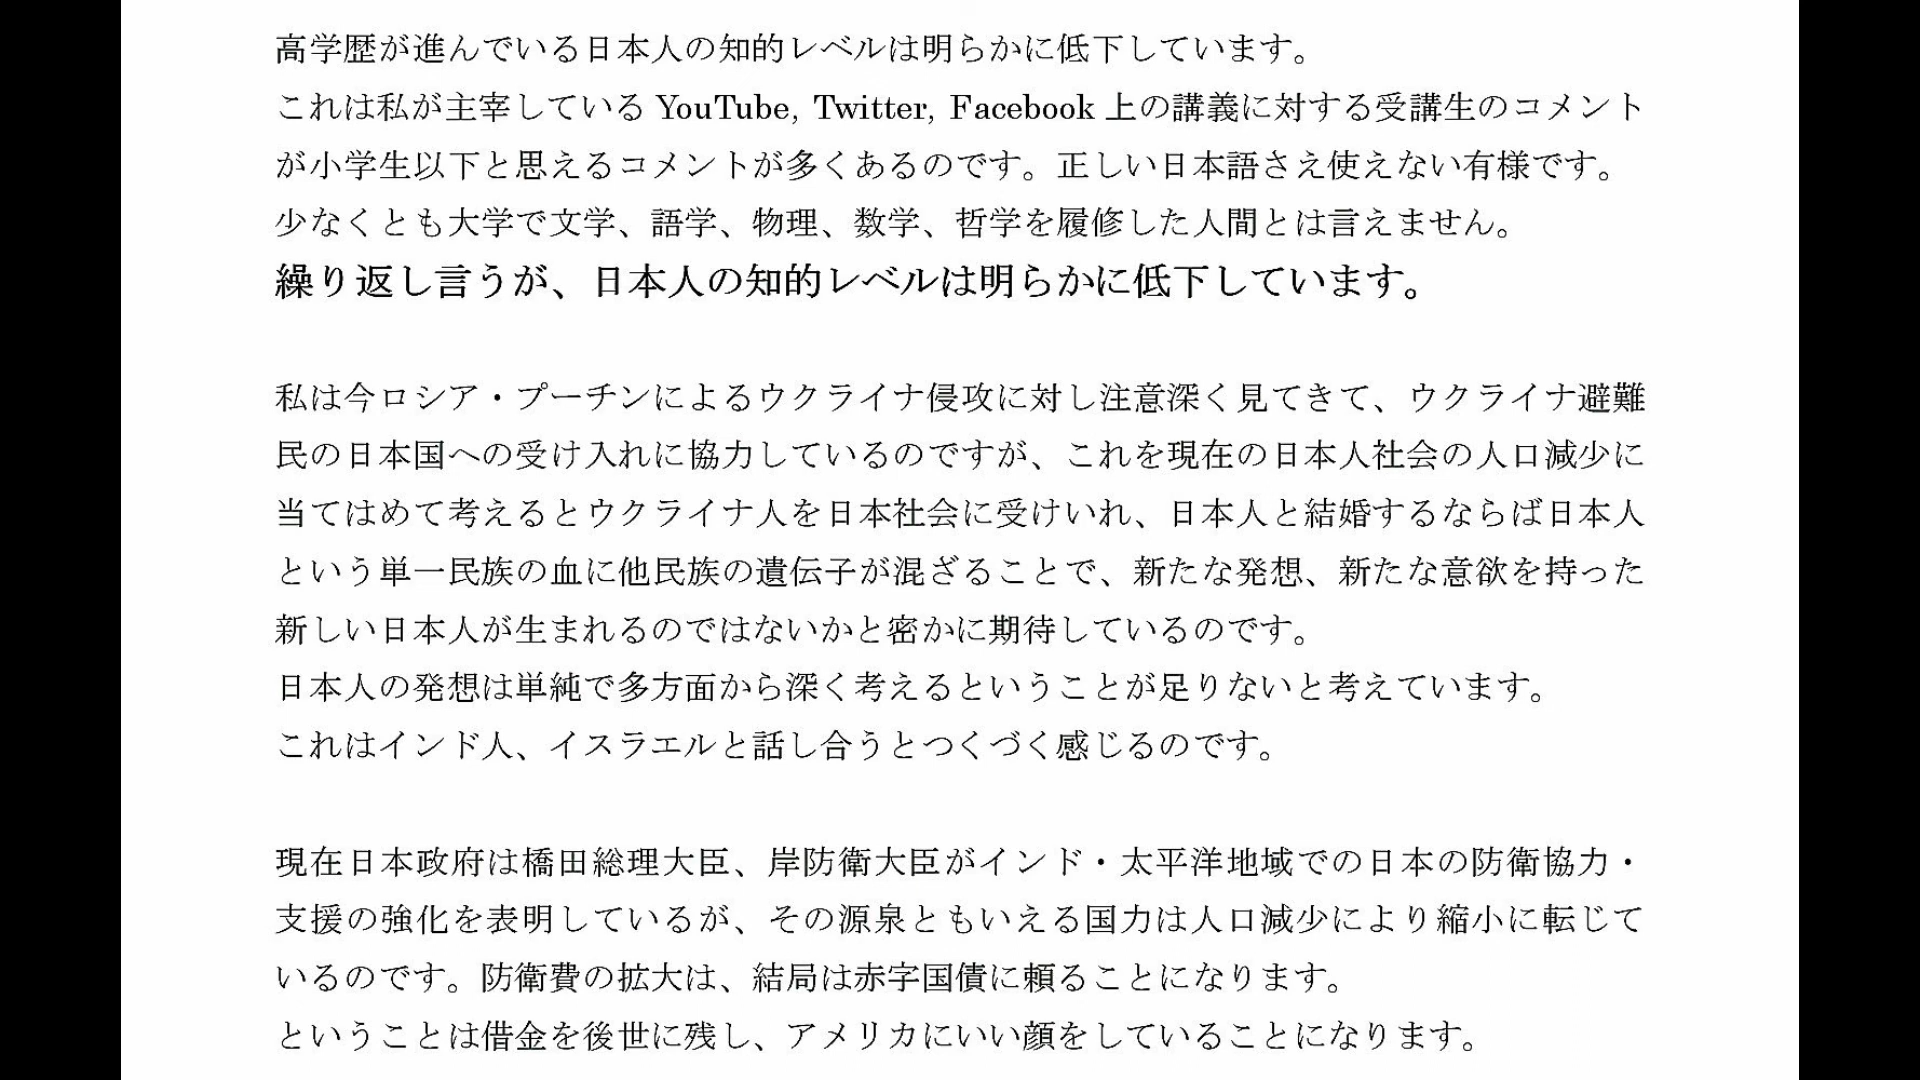 高学歴が進んでいる日本人の知的レベルは明らかに低下しています。
これは私が主宰している YouTube, Twitter, Facebook 上の講義に対する受講生のコメント
が小学生以下と思えるコメントが多くあるのです。正しい日本語さえ使えない有様です。
少なくとも大学で文学、語学、物理、数学、哲学を履修した人間とは言えません。
繰り返し言うが、日本人の知的レベルは明らかに低下しています。
私は今ロシア・プーチンによるウクライナ侵攻に対し注意深く見てきて、ウクライナ避難
民の日本国への受け入れに協力しているのですが、これを現在の日本人社会の人口減少に
当てはめて考えるとウクライナ人を日本社会に受けいれ、日本人と結婚するならば日本人
という単一民族の血に他民族の遺伝子が混ざることで、新たな発想、新たな意欲を持った
新しい日本人が生まれるのではないかと密かに期待しているのです。
日本人の発想は単純で多方面から深く考えるということが足りないと考えています。
これはインド人、イスラエルと話し合うとつくづく感じるのです。
現在日本政府は橋田総理大臣、岸防衛大臣がインド・太平洋地域での日本の防衛協力・
支援の強化を表明しているが、その源泉ともいえる国力は人口減少により縮小に転じて
いるのです。防衛費の拡大は、結局は赤字国債に頼ることになります。
ということは借金を後世に残し、アメリカにいい顔をしていることになります。